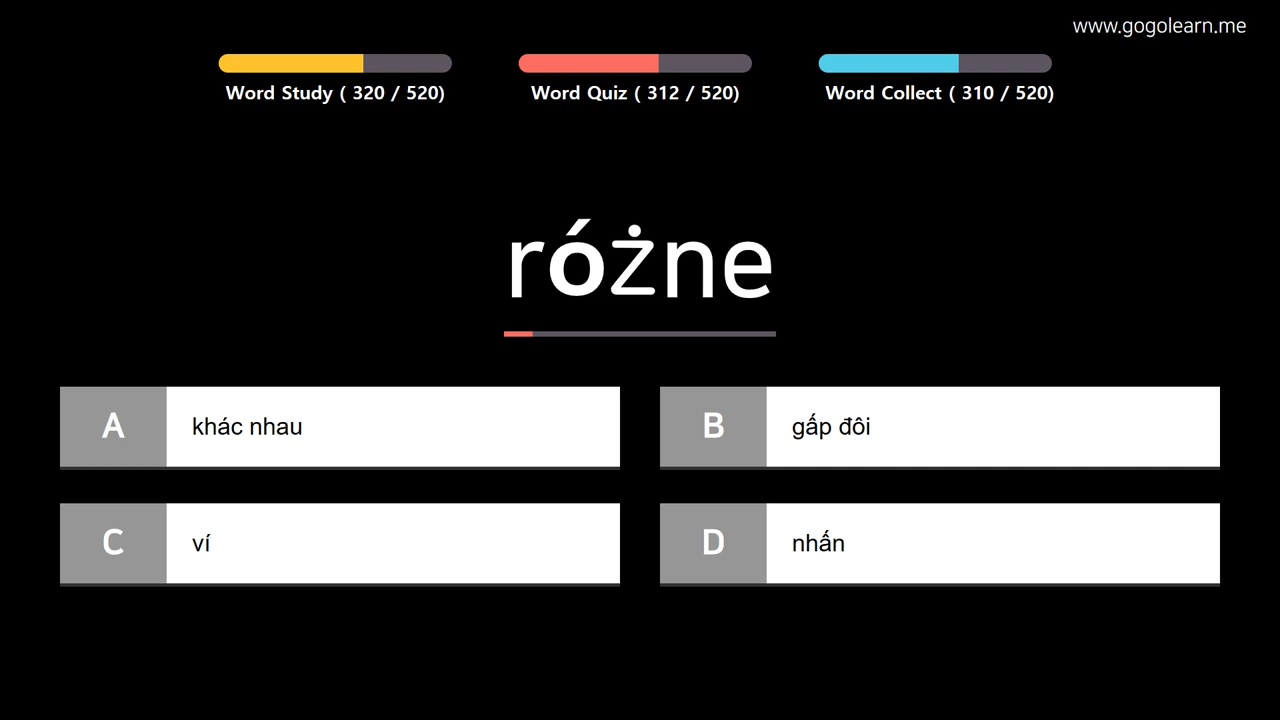 www.gogolearn.me
Word Study ( 320 / 520)
Word Quiz ( 312 / 520)
Word Collect ( 310 / 520)
różne
A khác nhau
B gấp đôi
C ví
D nhấn